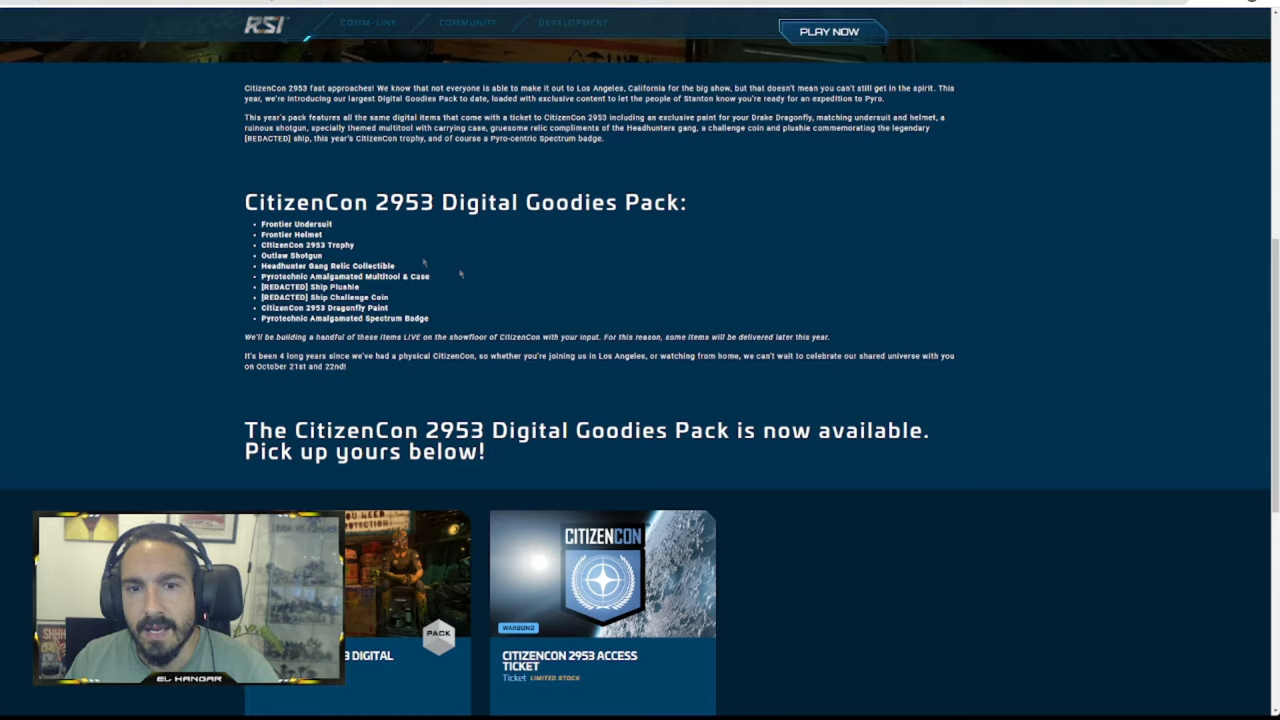 RSI
COMM-LINK
COMMUNITY
DEVELOPMENT
PLAY NOW
CitizenCon 2953 fast approaches! We know that not everyone is able to make it out to Los Angeles, California for the big show, but that doesn't mean you can't still get in the spirit. This
year, we're introducing our largest Digital Goodies Pack to date, loaded with exclusive content to let the people of Stanton know you're ready for an expedition to Pyro.
This year's pack features all the same digital items that come with a ticket to CitizenCon 2953 including an exclusive paint for your Drake Dragonfly, matching undersuit and helmet, a
ruinous shotgun, specially themed multitool with carrying case, gruesome relic compliments of the Headhunters gang, a challenge coin and plushie commemorating the legendary
[REDACTED] ship, this year's CitizenCon trophy, and of course a Pyro-centric Spectrum badge.
CitizenCon 2953 Digital Goodies Pack:
• Frontier Undersuit
• Frontier Helmet
• CitizenCon 2953 Trophy
• Outlaw Shotgun
• Headhunter Gang Relic Collectible
• Pyrotechnic Amalgamated Multitool & Case
• [REDACTED] Ship Plushie
• [REDACTED] Ship Challenge Coin
• CitizenCon 2953 Dragonfly Paint
• Pyrotechnic Amalgamated Spectrum Badge
We'll be building a handful of these items LIVE on the showfloor of CitizenCon with your input. For this reason, some items will be delivered later this year.
It's been 4 long years since we've had a physical CitizenCon, so whether you're joining us in Los Angeles, or watching from home, we can't wait to celebrate our shared universe with you
on October 21st and 22nd!
The CitizenCon 2953 Digital Goodies Pack is now available.
Pick up yours below!
YOU NEED
PROTECTION
CITIZENCON
WARBOND
PACK
3 DIGITAL
CITIZENCON 2953 ACCESS
TICKET
Ticket LIMITED STOCK
EL HANGAR